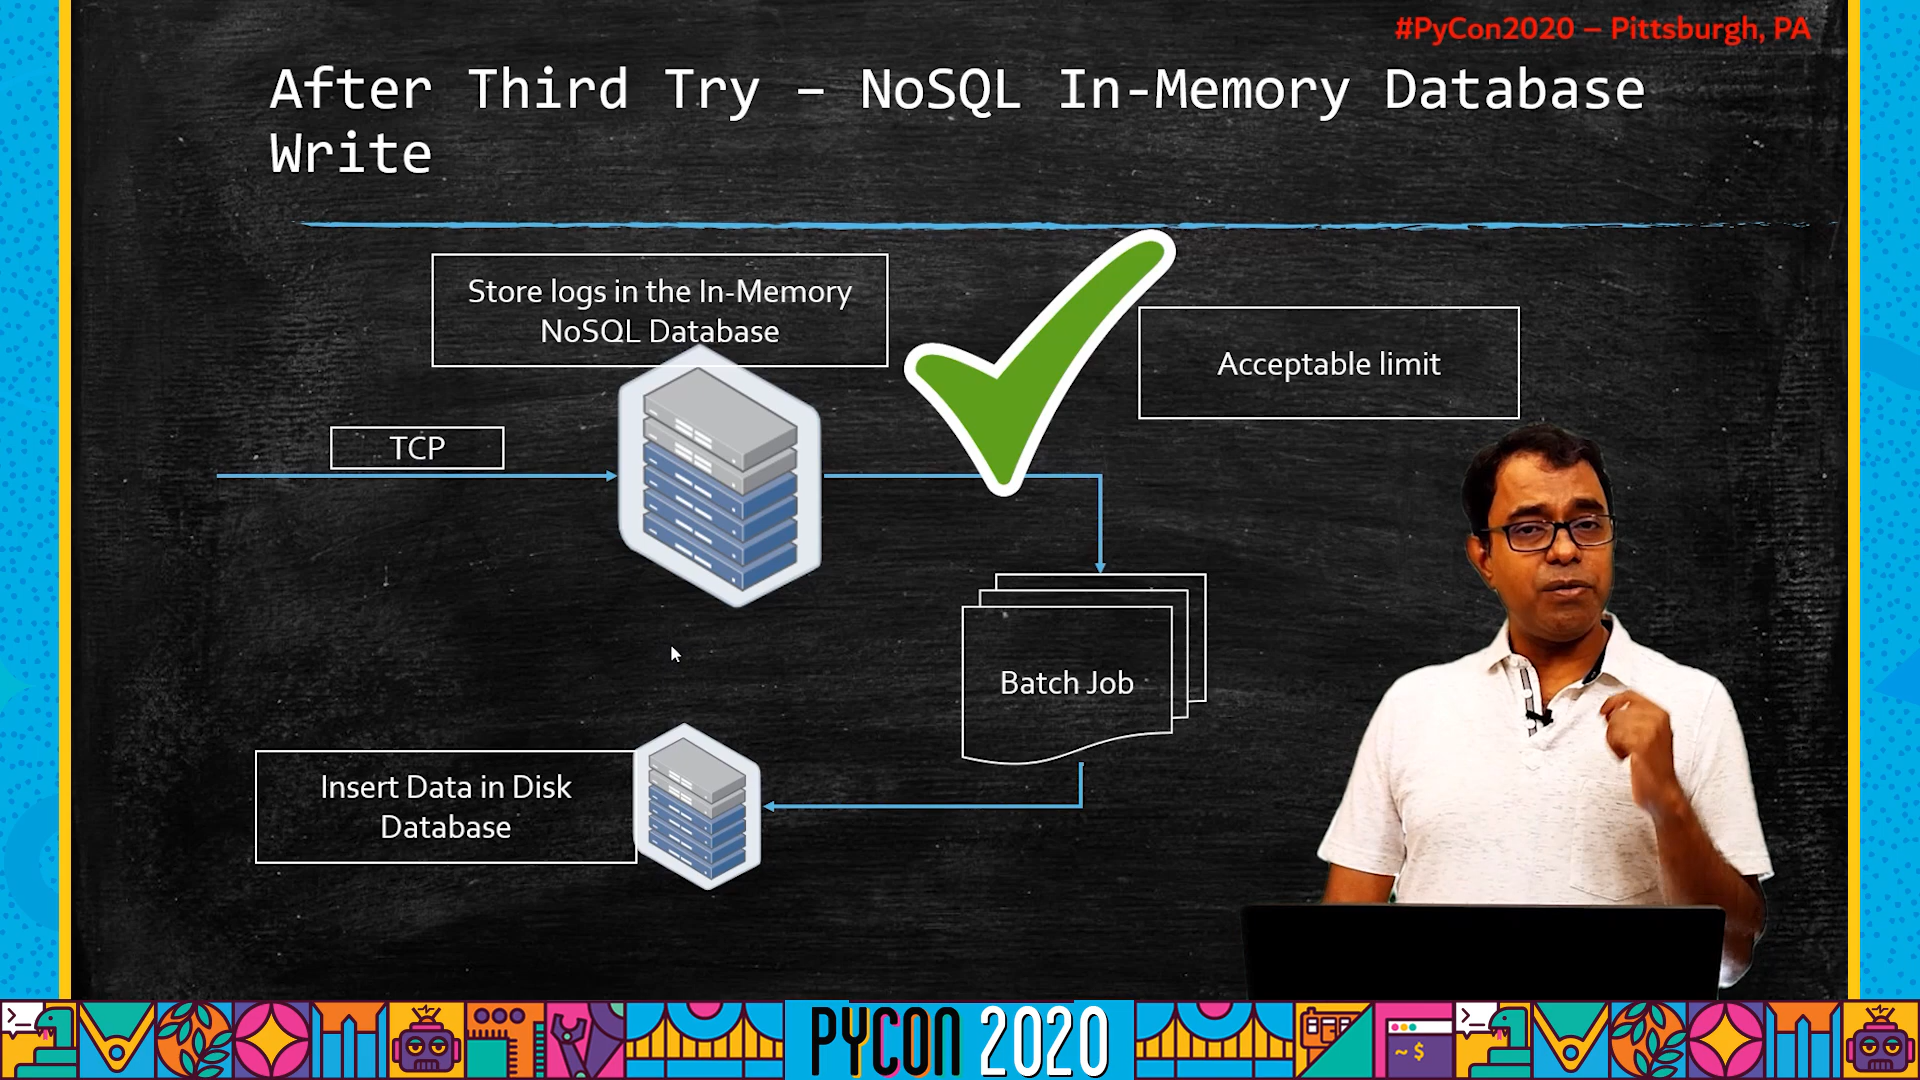 #PyCon2020 – Pittsburgh, PA
After Third Try – NoSQL In-Memory Database
Write
Store logs in the In-Memory
NoSQL Database
Acceptable limit
TCP
Batch Job
Insert Data in Disk
Database
PYCON 2020
~ $